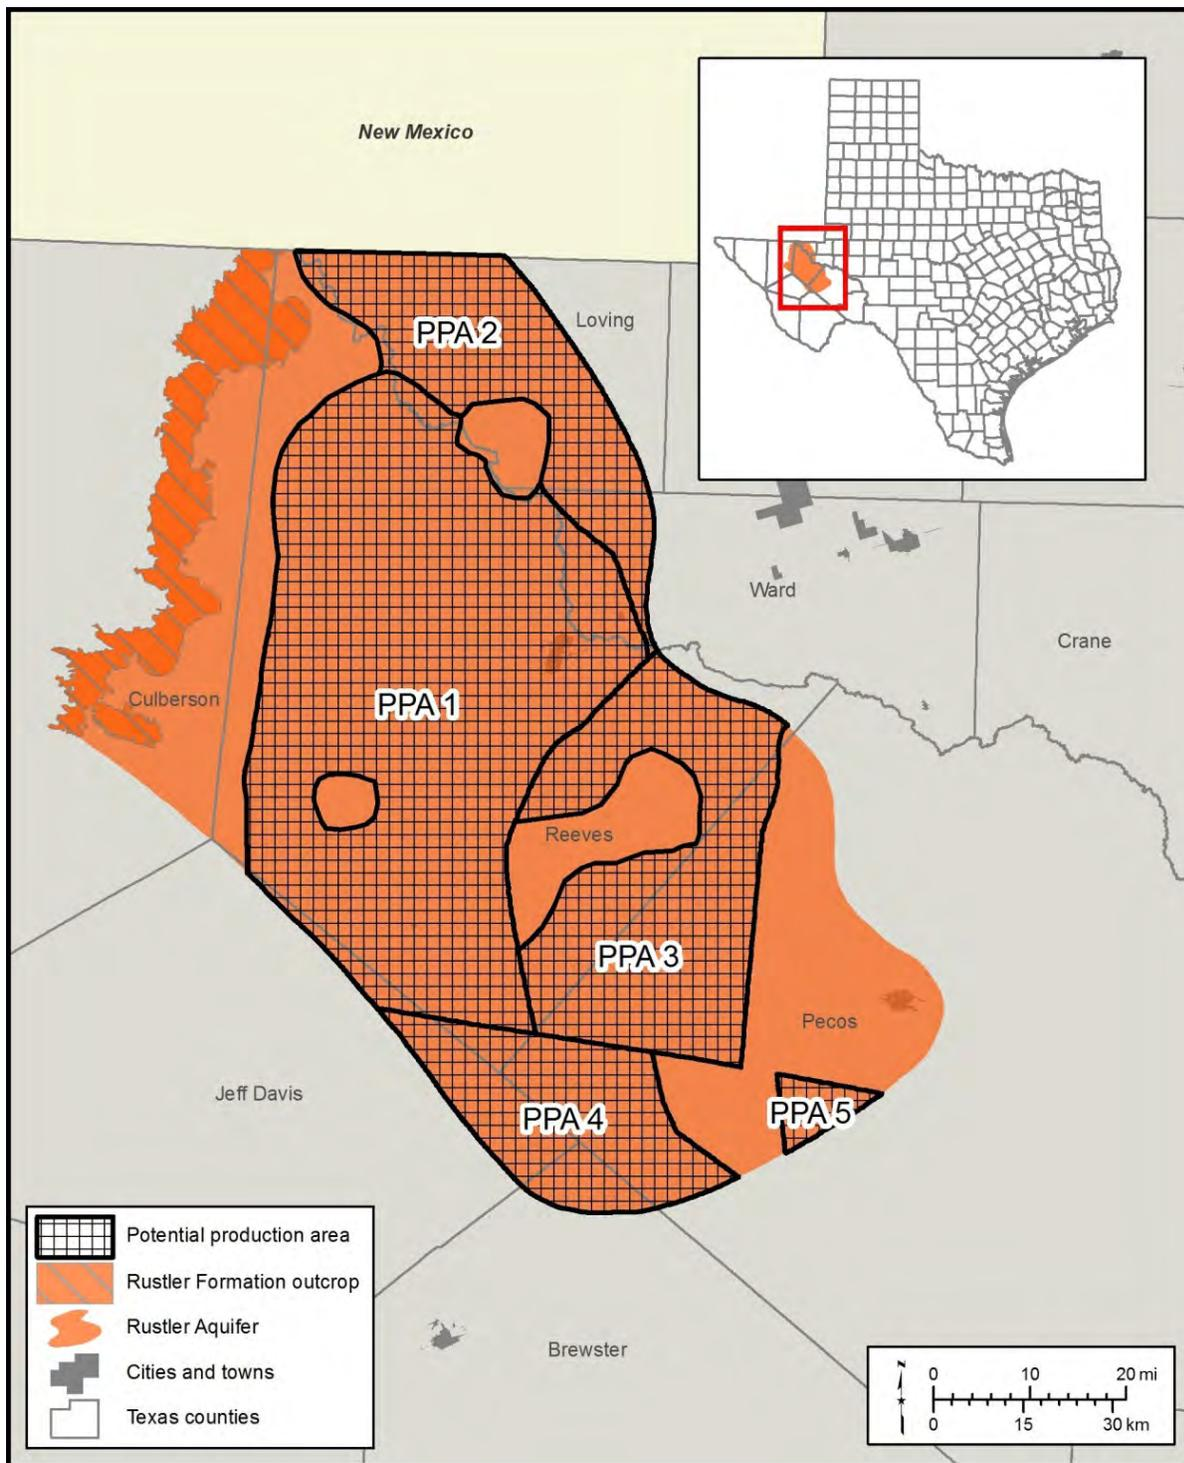 New Mexico
PPA 2
Loving
Ward
Crane
Culberson
PPA 1
Reeves
PPA 3
Pecos
Jeff Davis
PPA 4
PPA 5
Brewster
Potential production area
Rustler Formation outcrop
Rustler Aquifer
Cities and towns
Texas counties
N
0 10 20 mi
0 15 30 km